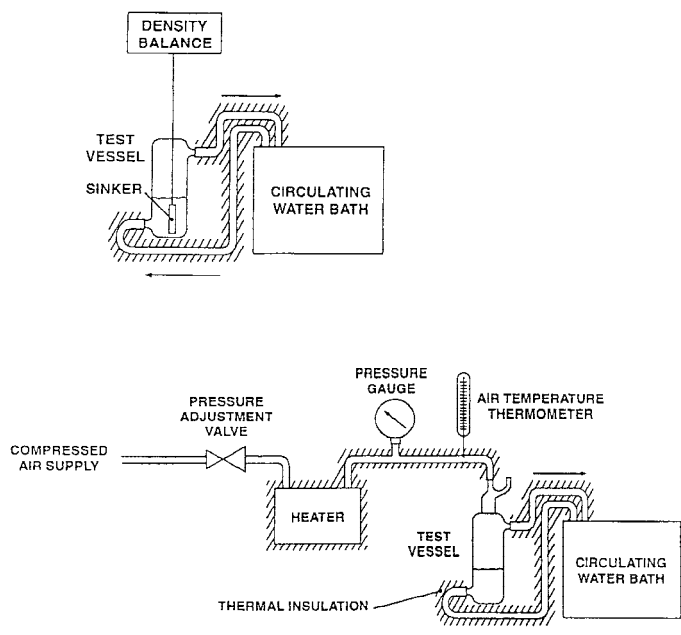 DENSITY
BALANCE
TEST
VESSEL
SINKER
CIRCULATING
WATER BATH
PRESSURE
GAUGE
PRESSURE
ADJUSTMENT
VALVE
AIR TEMPERATURE
THERMOMETER
COMPRESSED
AIR SUPPLY
HEATER
TEST
VESSEL
CIRCULATING
WATER BATH
THERMAL INSULATION